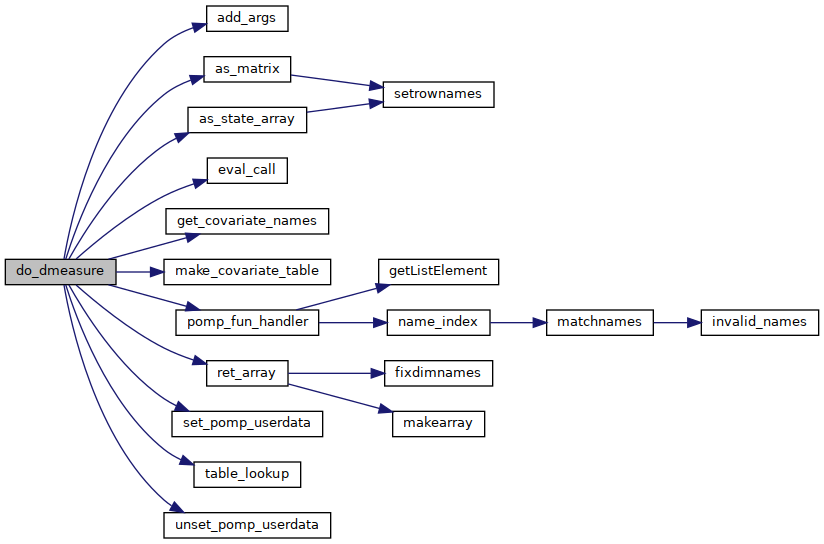 add_args
as_matrix
setrownames
as_state_array
eval_call
get_covariate_names
do_dmeasure
make_covariate_table
getListElement
pomp_fun_handler
name_index
matchnames
invalid_names
ret_array
fixdimnames
set_pomp_userdata
makearray
table_lookup
unset_pomp_userdata